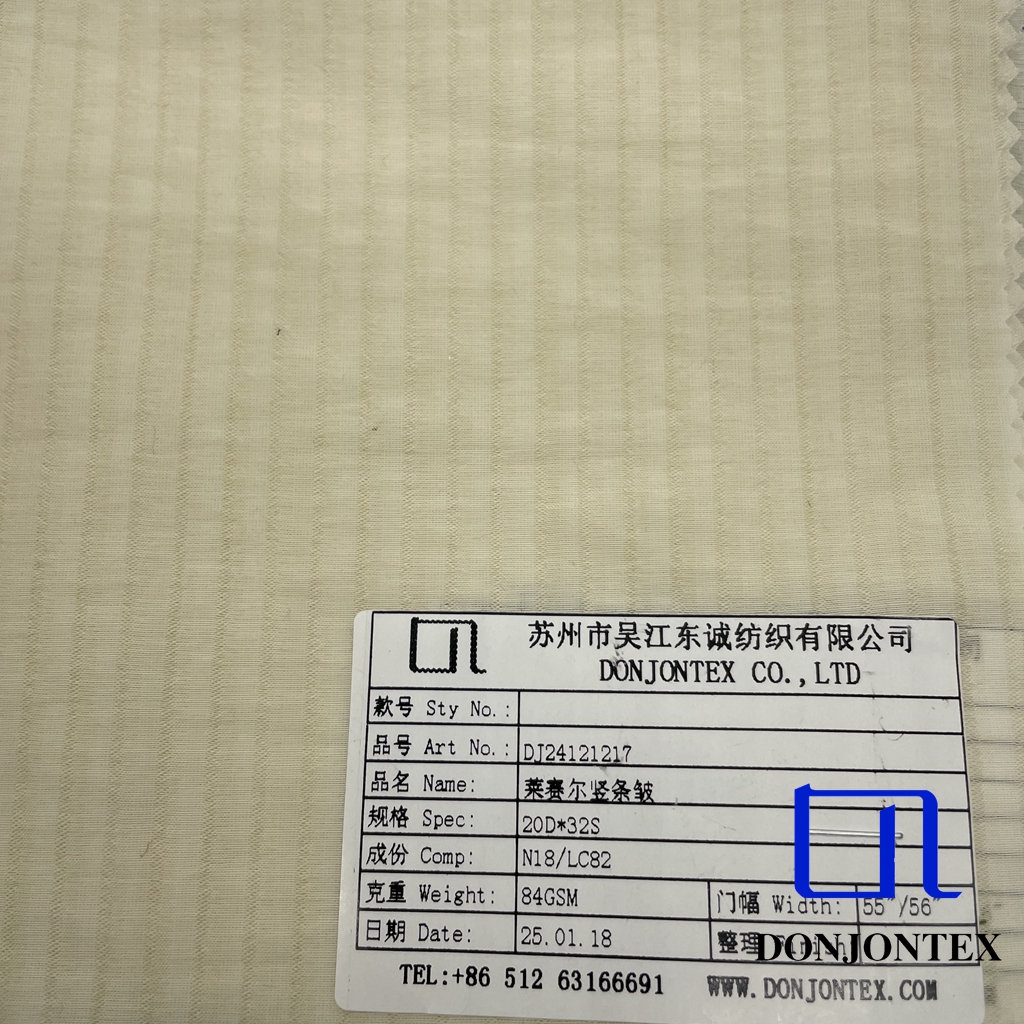 苏州市吴江东诚纺织有限公司
DONJONTEX CO.,LTD
款号 Sty No.:
品号 Art No.: DJ24121217
品名 Name: 莱赛尔竖条皱
规格 Spec: 20D*32S
成份 Comp: N18/LC82
克重 Weight: 84GSM 门幅 Width: 55"/56"
日期 Date: 25.01.18 整理
DONJONTEX
TEL:+86 512 63166691 WWW.DONJONTEX.COM